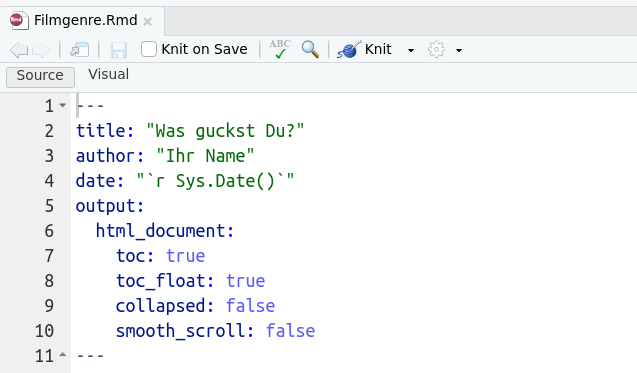 Rmd Filmgenre.Rmd ×
Knit on Save ABC Knit
Source Visual
1 ---
2 title: "Was guckst Du?"
3 author: "Ihr Name"
4 date: "`r Sys.Date()`"
5 output:
6   html_document:
7     toc: true
8     toc_float: true
9     collapsed: false
10     smooth_scroll: false
11 ---